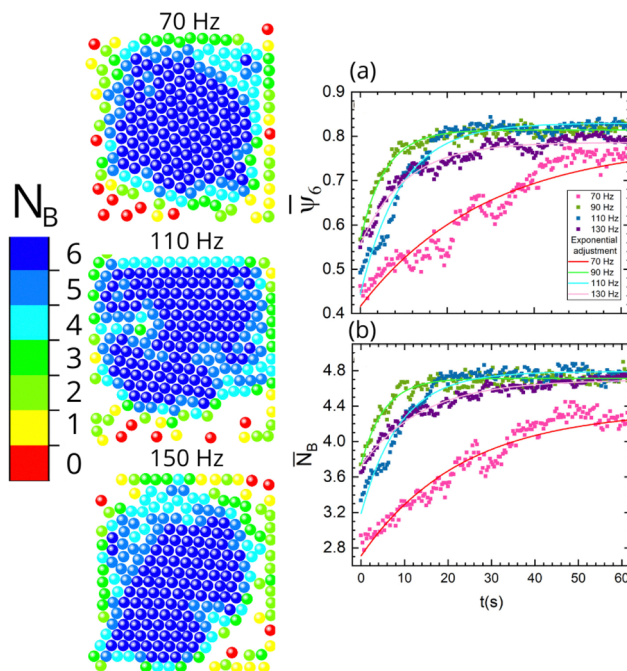 70 Hz
N_B
6
5
4
3
2
1
0
110 Hz
150 Hz
(a)
0.9
0.8
0.7
0.6
0.5
0.4
ψ̅_6
70 Hz
90 Hz
110 Hz
130 Hz
Exponential
adjustment
70 Hz
90 Hz
110 Hz
130 Hz
(b)
4.8
4.4
4.0
3.6
3.2
2.8
N̅_B
0 10 20 30 40 50 60
t(s)